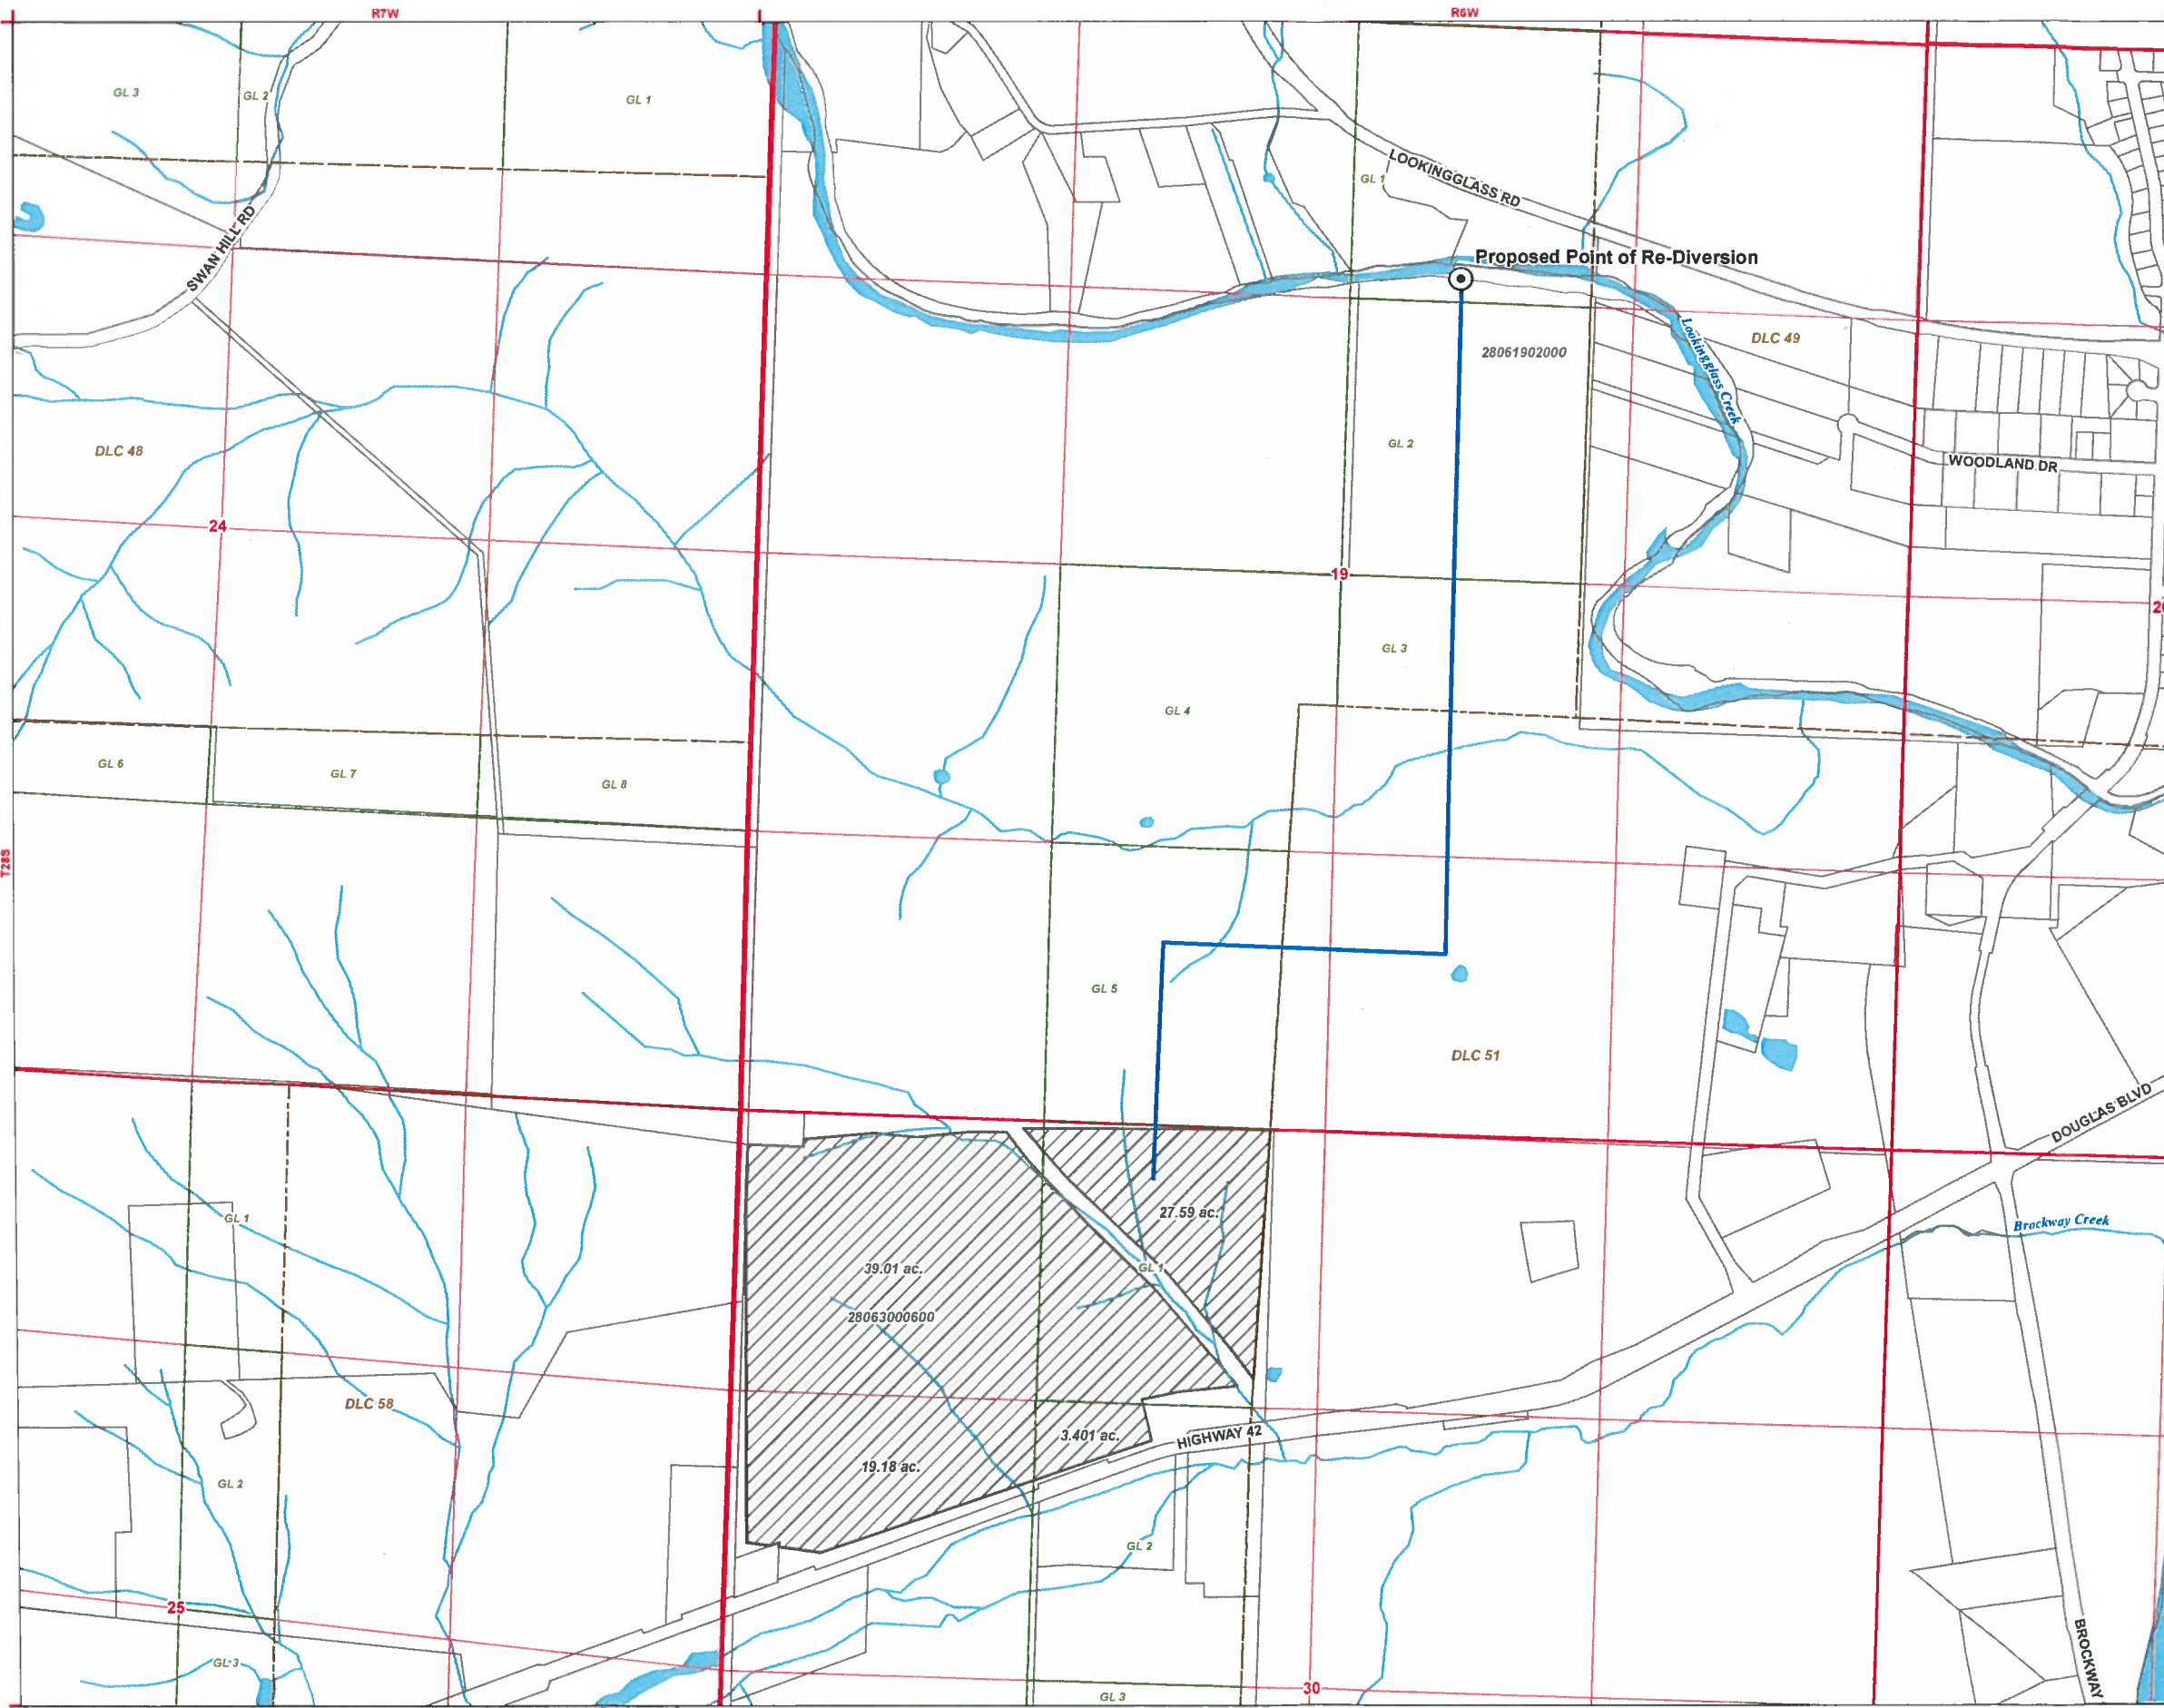 R7W
R6W
GL 3
GL 2
GL 1
LOOKINGGLASS RD
GL 1
SWAN HILL RD
Proposed Point of Re-Diversion
Lookingglass Creek
DLC 49
28061902000
GL 2
DLC 48
WOODLAND DR
24
19
GL 3
GL 4
GL 6
GL 7
GL 8
T28S
GL 5
DLC 51
DOUGLAS BLVD
27.59 ac.
GL 1
Brockway Creek
39.01 ac.
GL 1
28063000600
DLC 58
3.401 ac.
HIGHWAY 42
19.18 ac.
GL 2
GL 2
25
BROCKWAY
GL 3
30
GL 3